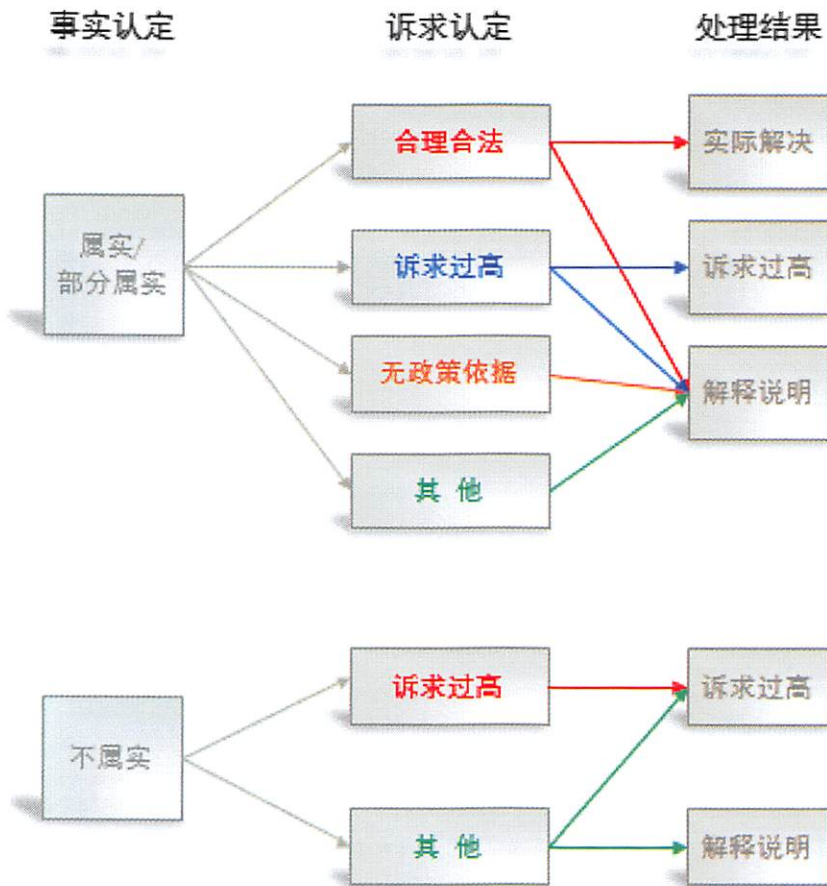 事实认定 诉求认定 处理结果
合理合法 实际解决
属实/
部分属实
诉求过高 诉求过高
无政策依据 解释说明
其 他
诉求过高 诉求过高
不属实
其 他 解释说明